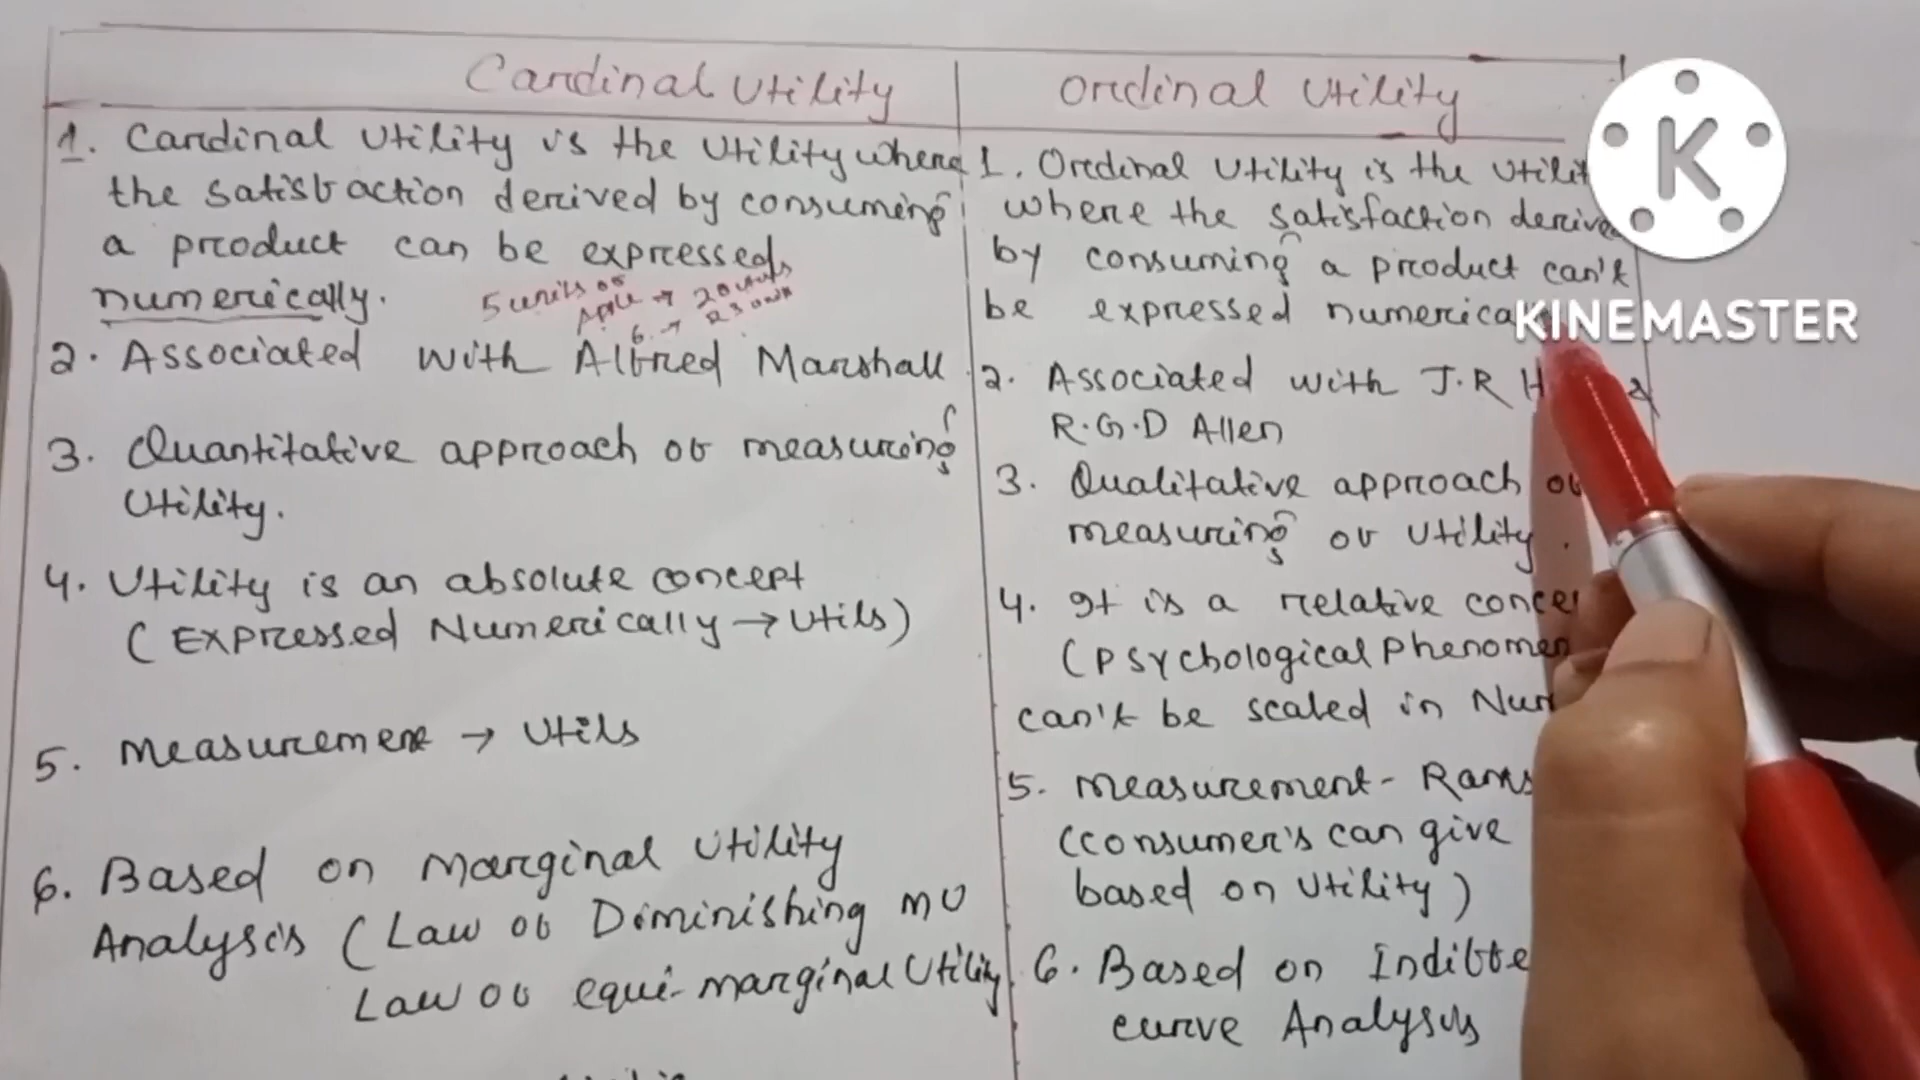 Cardinal Utility
1. Cardinal Utility is the Utility where
the satisfaction derived by consuming
a product can be expressed
numerically.
5 units of
Apple → 20 utils
6 →
2. Associated with Alfred Marshall
3. Quantitative approach of measuring
Utility.
4. Utility is an absolute concept
(Expressed Numerically → Utils)
5. Measurement → Utils
6. Based on Marginal Utility
Analysis (Law of Diminishing MU
Law of equi-marginal Utility
Ordinal Utility
1. Ordinal Utility is the
where the satisfaction
by consuming a product can't
be expressed
2. Associated with J.R &
R.G.D Allen
3. Qualitative approach
measuring of Utility.
4. It is a relative
(Psychological
can't be scaled in
5. Measurement -
(consumer's can give
based on Utility)
6. Based on
curve Analysis
K
KINEMASTER